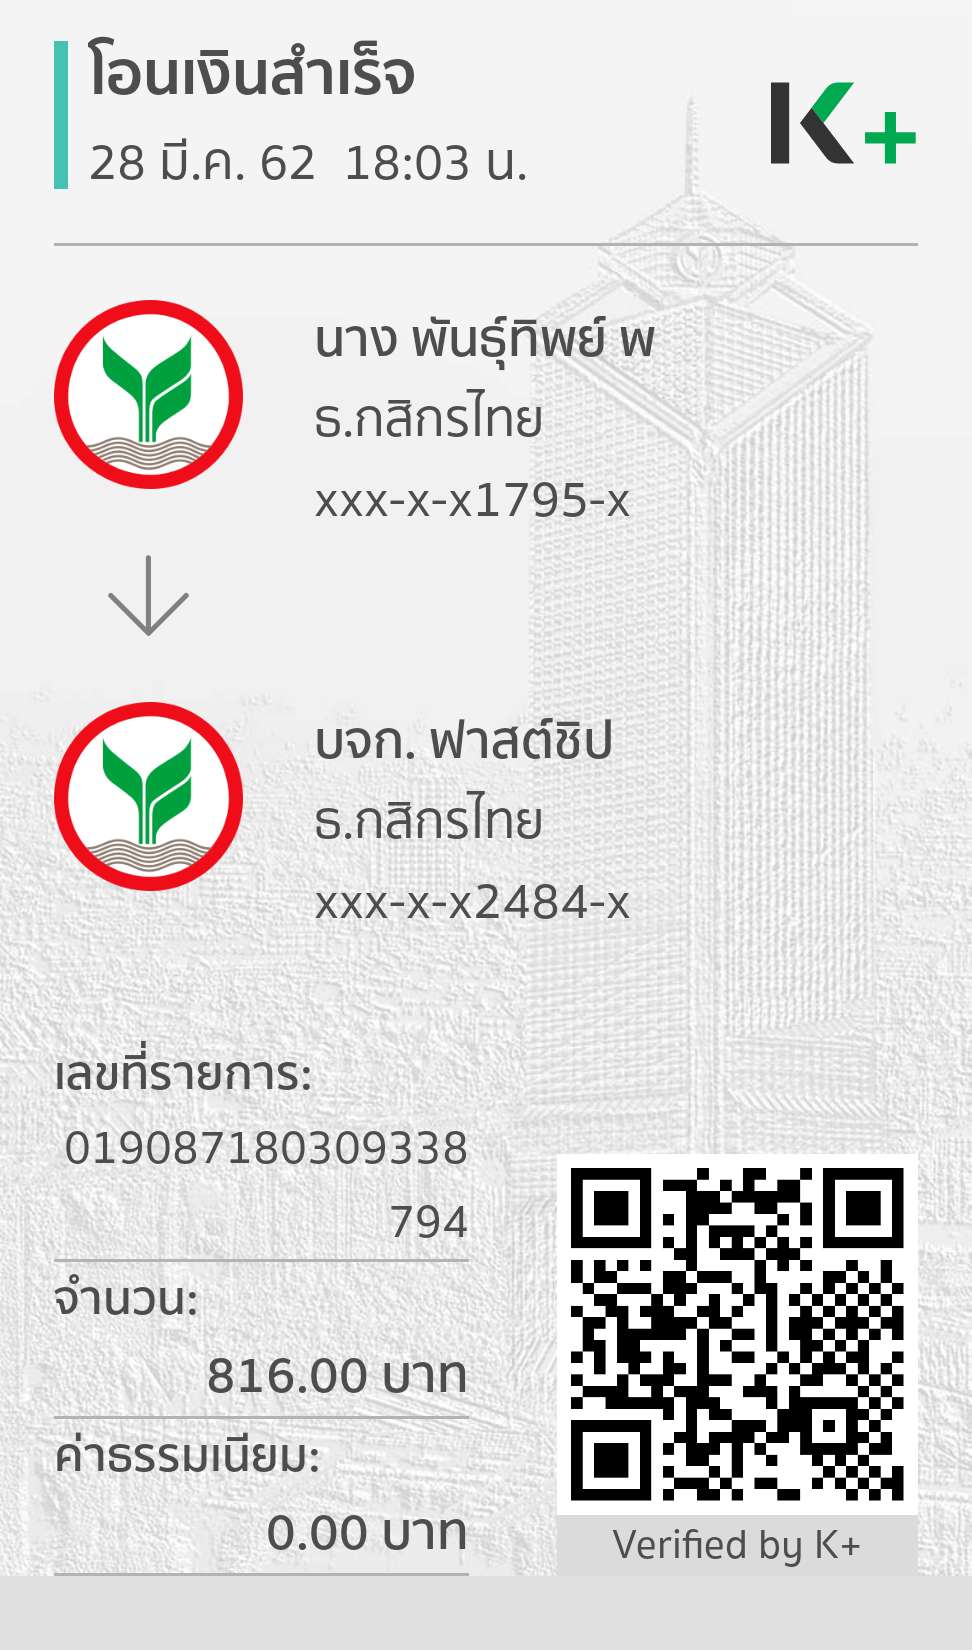 โอนเงินสำเร็จ
28 มี.ค. 62 18:03 น.
K+
นาง พันธุ์ทิพย์ พ
ธ.กสิกรไทย
xxx-x-x1795-x
บจก. ฟาสต์ชิป
ธ.กสิกรไทย
xxx-x-x2484-x
เลขที่รายการ:
019087180309338
794
จำนวน:
816.00 บาท
ค่าธรรมเนียม:
0.00 บาท
Verified by K+